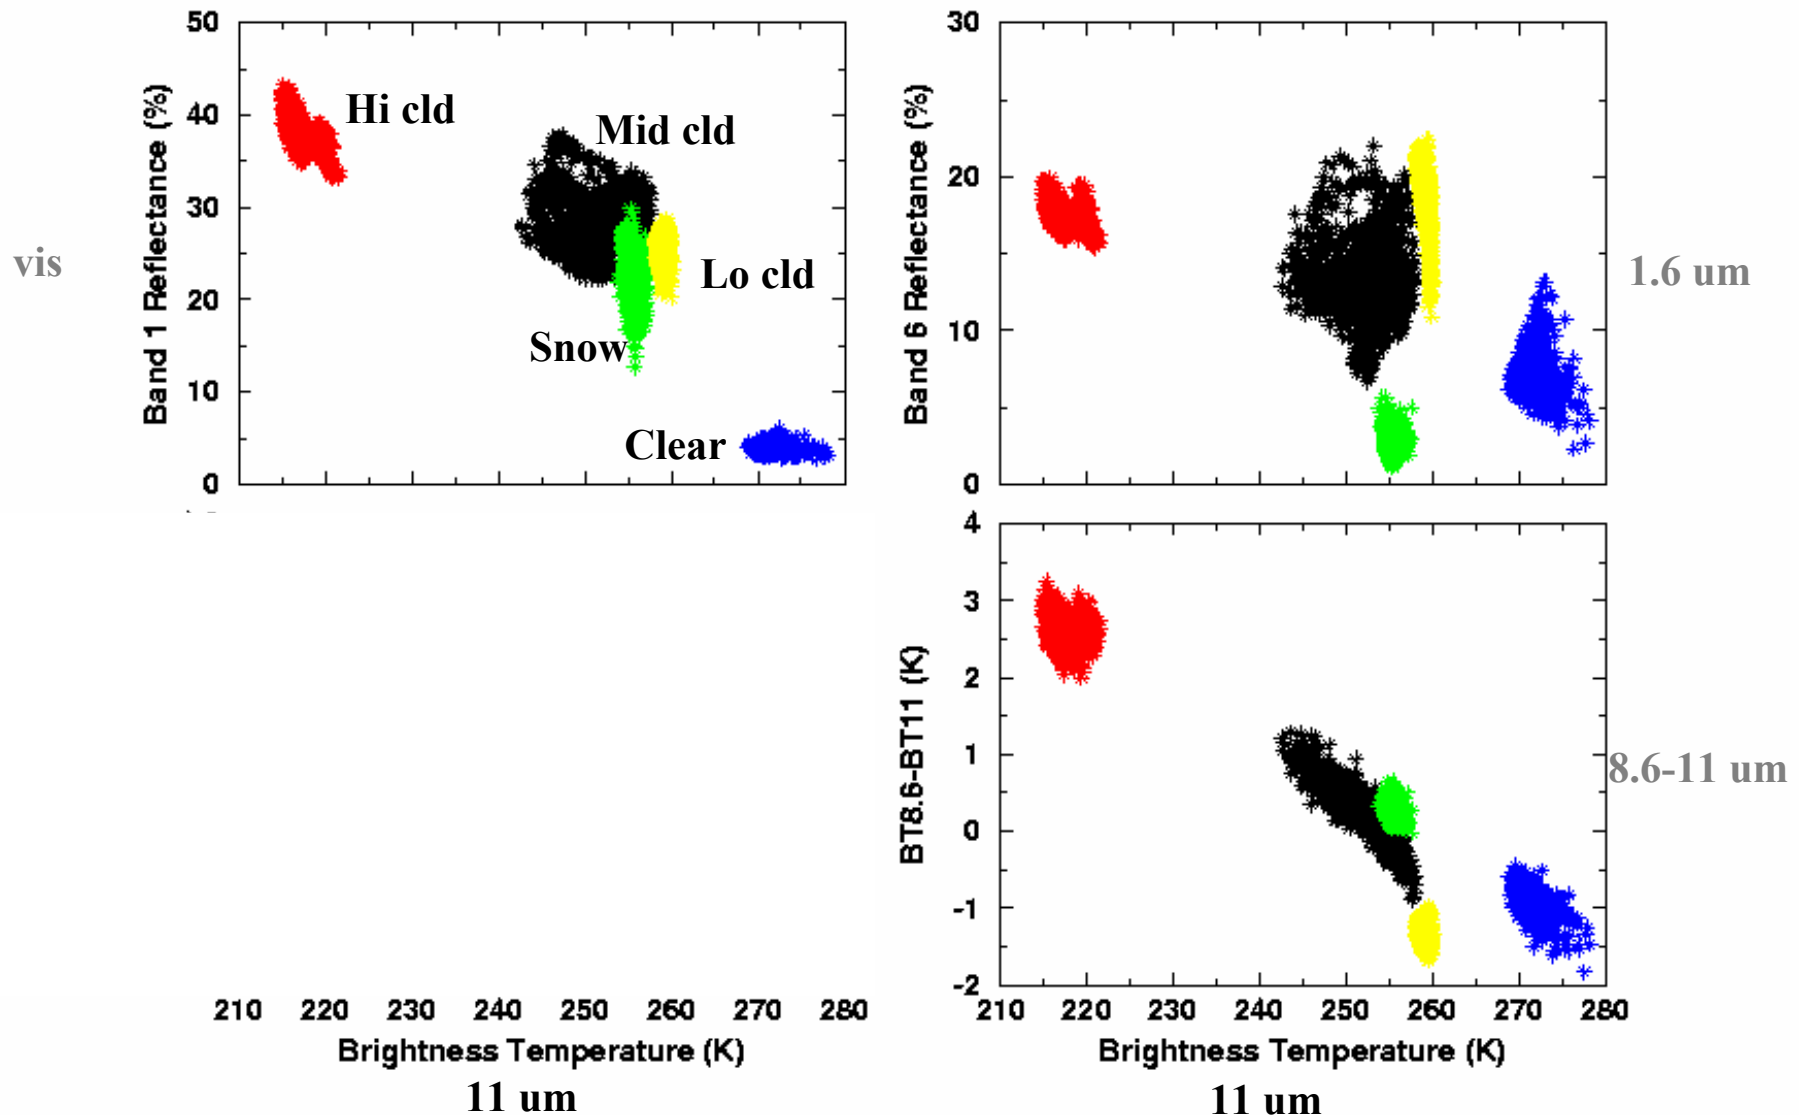 50
40
30
20
10
0
Band 1 Reflectance (%)
vis
Hi cld
Mid cld
Lo cld
Snow
Clear
30
20
10
0
Band 6 Reflectance (%)
1.6 um
4
3
2
1
0
-1
-2
BT8.6-BT11 (K)
8.6-11 um
210 220 230 240 250 260 270 280
Brightness Temperature (K)
11 um
210 220 230 240 250 260 270 280
Brightness Temperature (K)
11 um